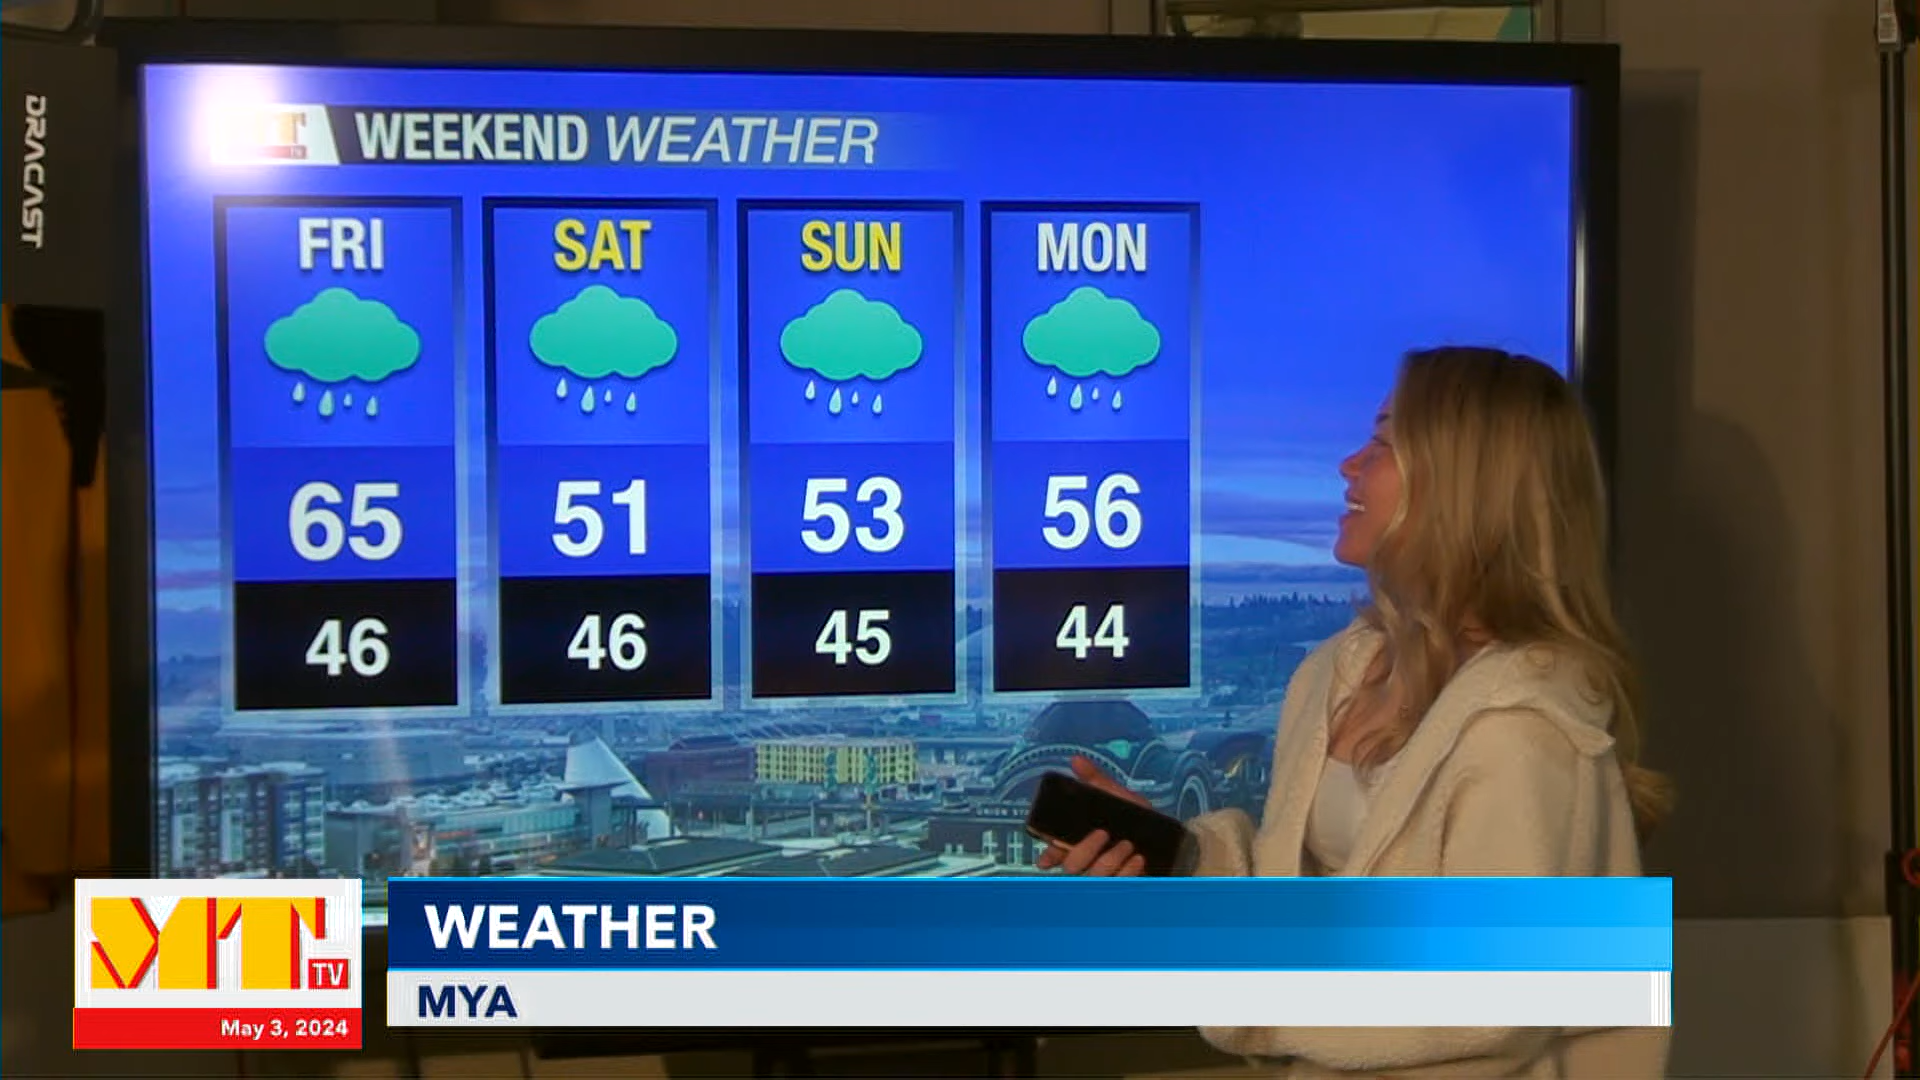 DRACAST
WEEKEND WEATHER
FRI SAT SUN MON
65 51 53 56
46 46 45 44
TV
May 3, 2024
WEATHER
MYA